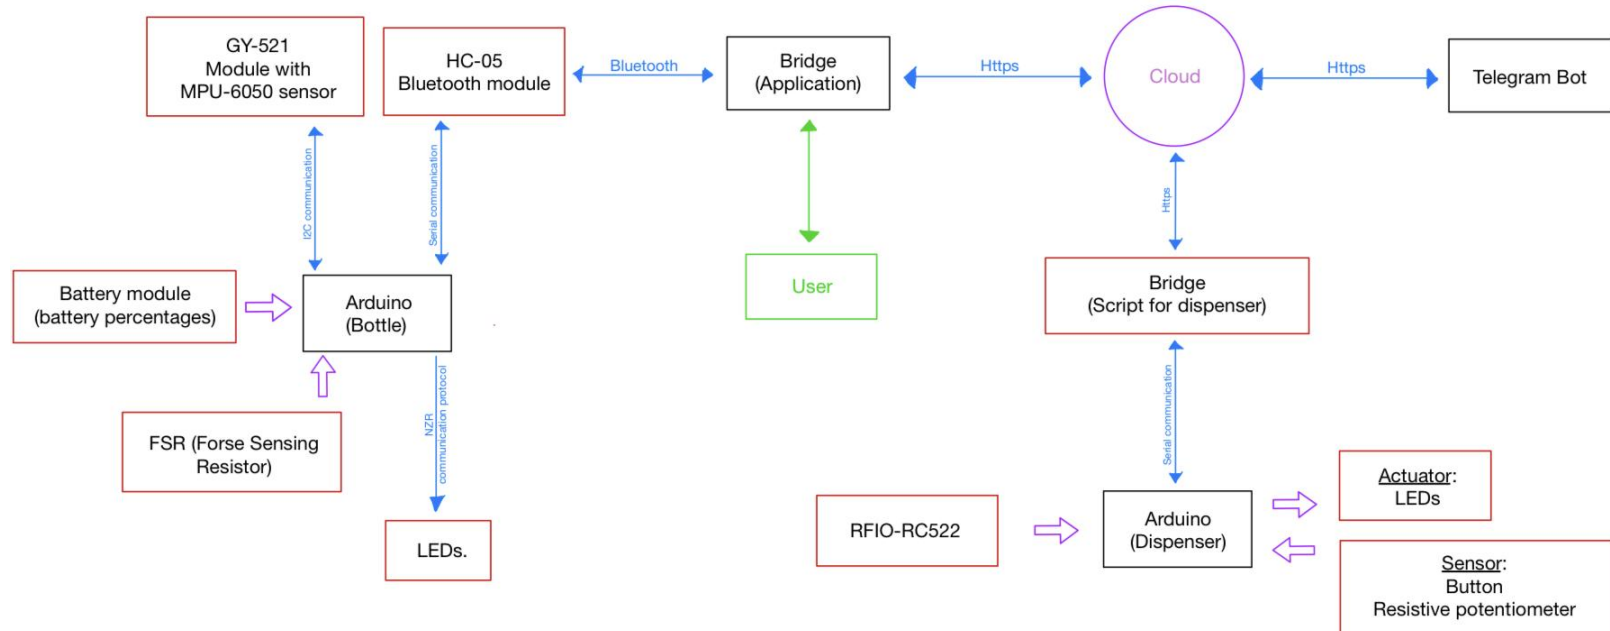 GY-521
Module with
MPU-6050 sensor
HC-05
Bluetooth module
Bluetooth
Bridge
(Application)
Https
Cloud
Https
Telegram Bot
I2C communication
Serial communication
Https
User
Battery module
(battery percentages)
Arduino
(Bottle)
Bridge
(Script for dispenser)
FSR (Forse Sensing
Resistor)
NZR
communication protocol
Serial communication
LEDs.
RFIO-RC522
Arduino
(Dispenser)
Actuator:
LEDs
Sensor:
Button
Resistive potentiometer